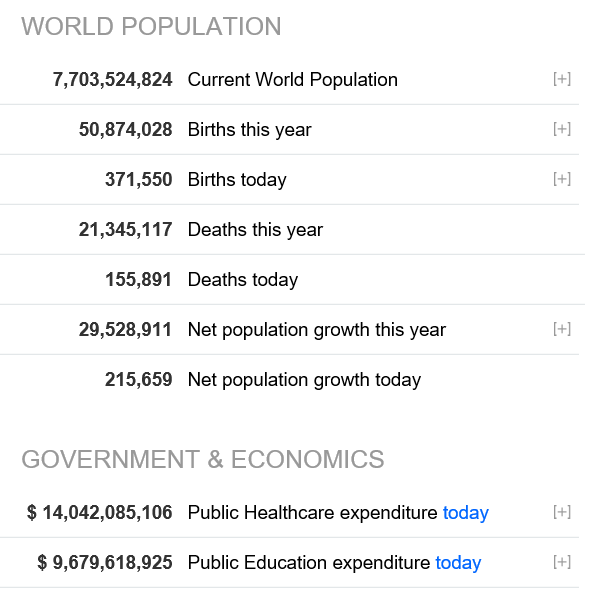 WORLD POPULATION
7,703,524,824 Current World Population [+]
50,874,028 Births this year [+]
371,550 Births today [+]
21,345,117 Deaths this year
155,891 Deaths today
29,528,911 Net population growth this year [+]
215,659 Net population growth today
GOVERNMENT & ECONOMICS
$ 14,042,085,106 Public Healthcare expenditure today [+]
$ 9,679,618,925 Public Education expenditure today [+]